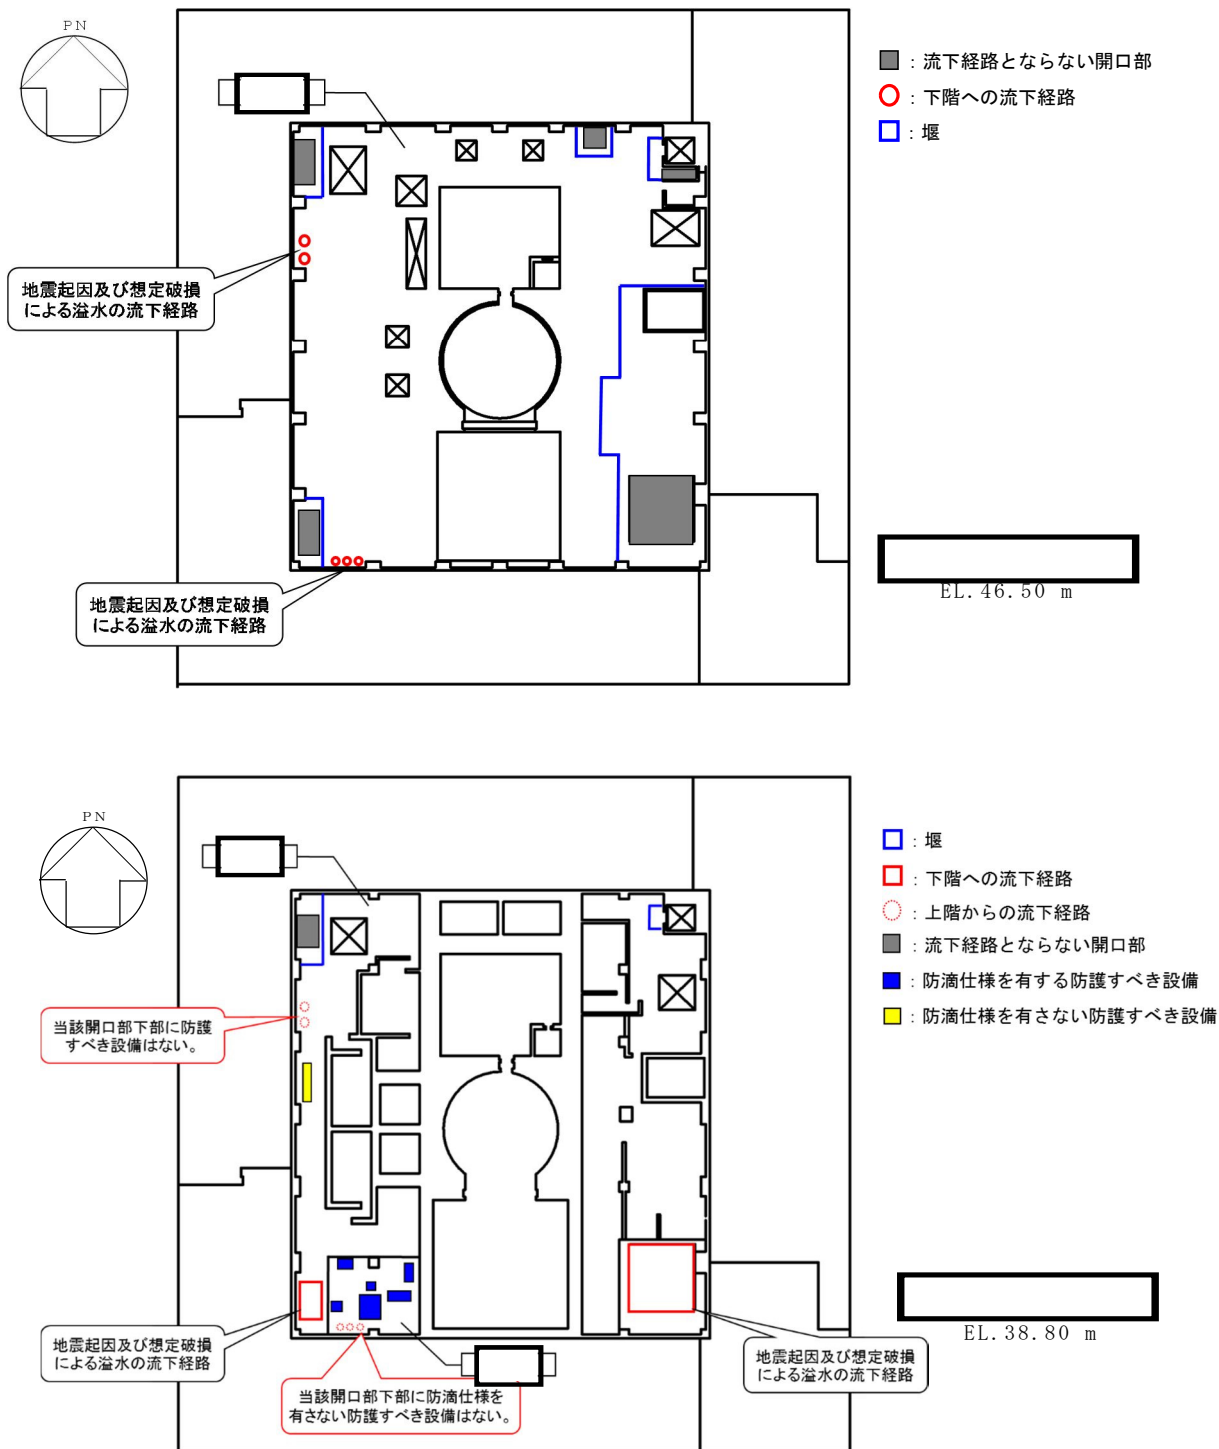 PN
：流下経路とならない開口部
：下階への流下経路
：堰
地震起因及び想定破損
による溢水の流下経路
地震起因及び想定破損
による溢水の流下経路
EL.46.50 m
PN
：堰
：下階への流下経路
：上階からの流下経路
：流下経路とならない開口部
：防滴仕様を有する防護すべき設備
：防滴仕様を有さない防護すべき設備
当該開口部下部に防護
すべき設備はない。
地震起因及び想定破損
による溢水の流下経路
当該開口部下部に防滴仕様を
有さない防護すべき設備はない。
地震起因及び想定破損
による溢水の流下経路
EL.38.80 m